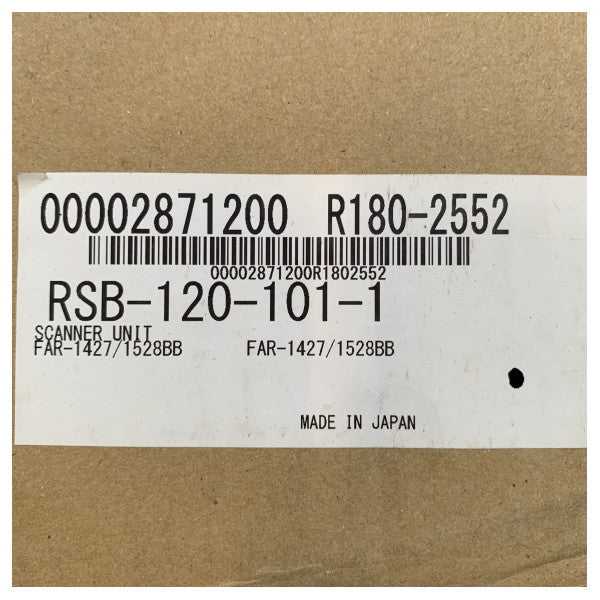 00002871200 R180-2552
00002871200R1802552
RSB-120-101-1
SCANNER UNIT
FAR-1427/1528BB FAR-1427/1528BB
MADE IN JAPAN